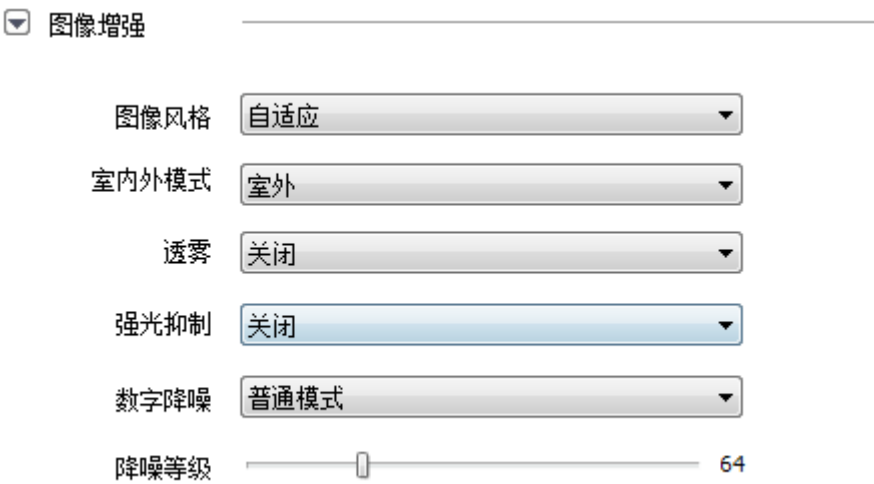 图像增强
图像风格 自适应
室内外模式 室外
透雾 关闭
强光抑制 关闭
数字降噪 普通模式
降噪等级 64